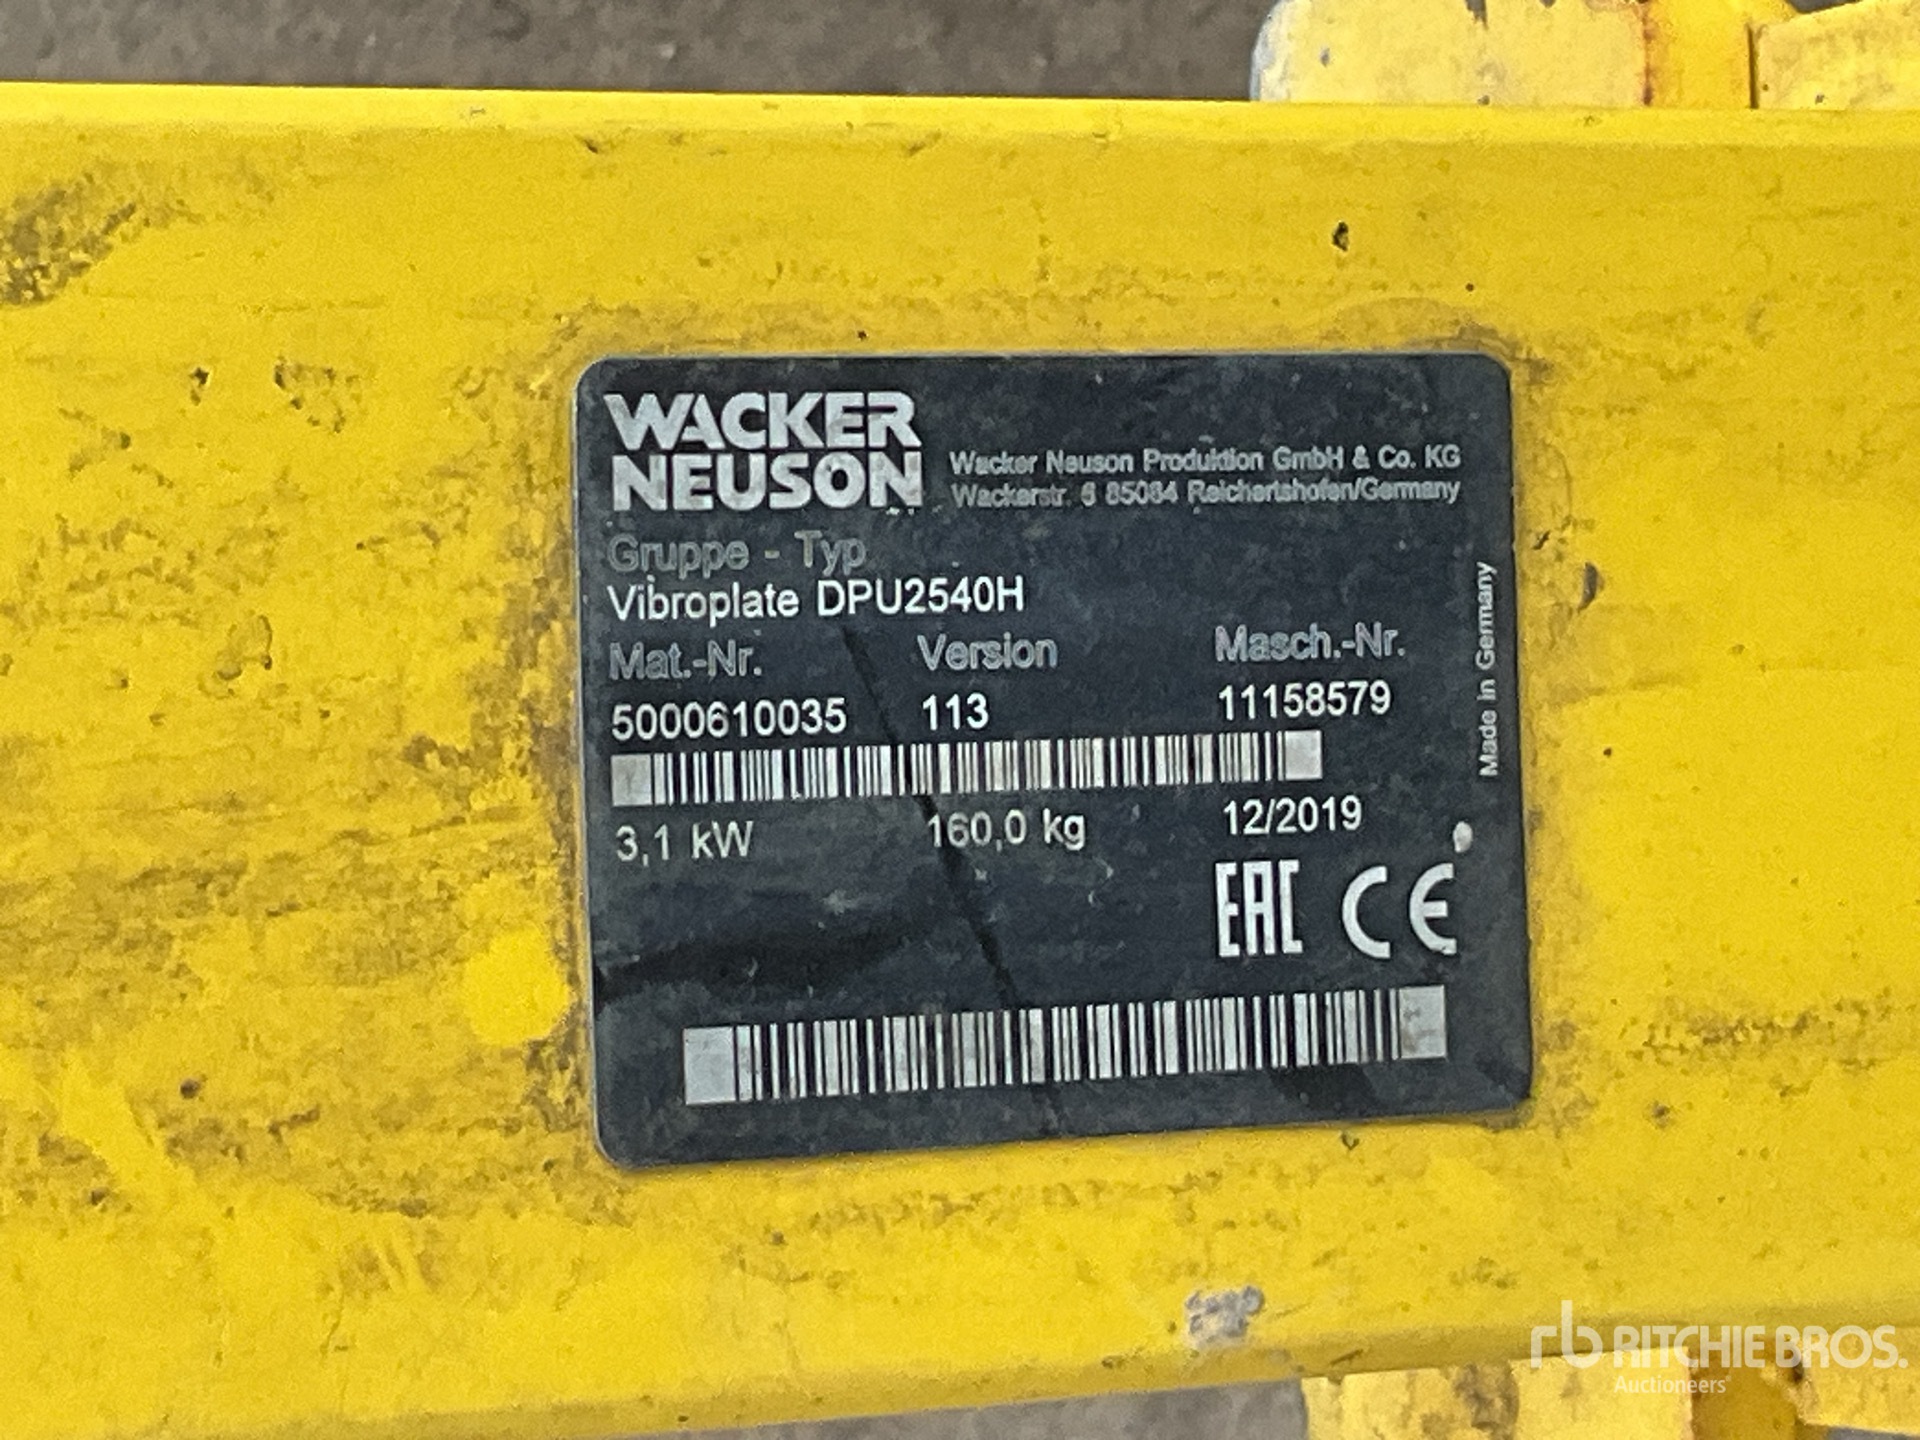 WACKER
NEUSON
Wacker Neuson Produktion GmbH & Co. KG
Wackerstr. 6 85084 Reichertshofen/Germany
Gruppe - Typ
Vibroplate DPU2540H
Mat.-Nr. Version Masch.-Nr.
5000610035 113 11158579
3,1 kW 160,0 kg 12/2019
EAC CE
Made in Germany
rb RITCHIE BROS.
Auctioneers